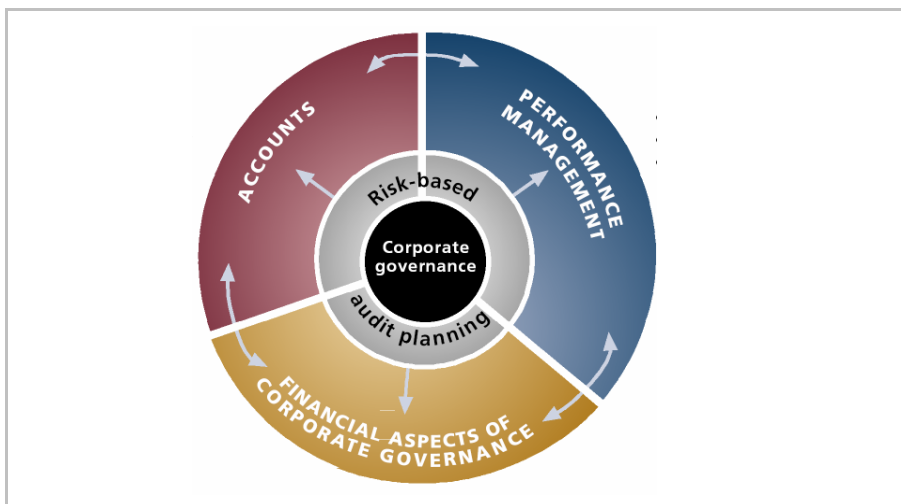 ACCOUNTS
PERFORMANCE
MANAGEMENT
Risk-based
Corporate
governance
audit planning
FINANCIAL ASPECTS OF
CORPORATE GOVERNANCE